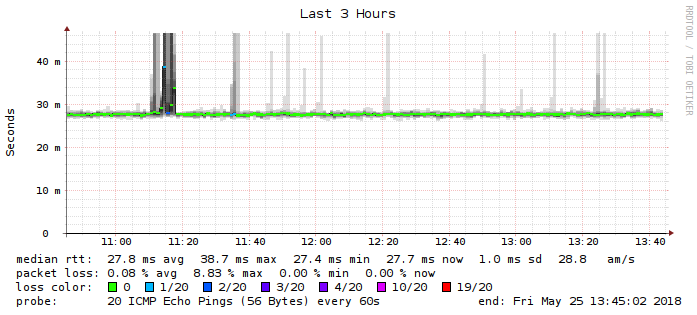 Last 3 Hours
RRDTOOL / TOBI OETIKER
Seconds
40 m
30 m
20 m
10 m
0
11:00 11:20 11:40 12:00 12:20 12:40 13:00 13:20 13:40
median rtt: 27.8 ms avg 38.7 ms max 27.4 ms min 27.7 ms now 1.0 ms sd 28.8 am/s
packet loss: 0.08 % avg 8.83 % max 0.00 % min 0.00 % now
loss color: 0 1/20 2/20 3/20 4/20 10/20 19/20
probe: 20 ICMP Echo Pings (56 Bytes) every 60s end: Fri May 25 13:45:02 2018